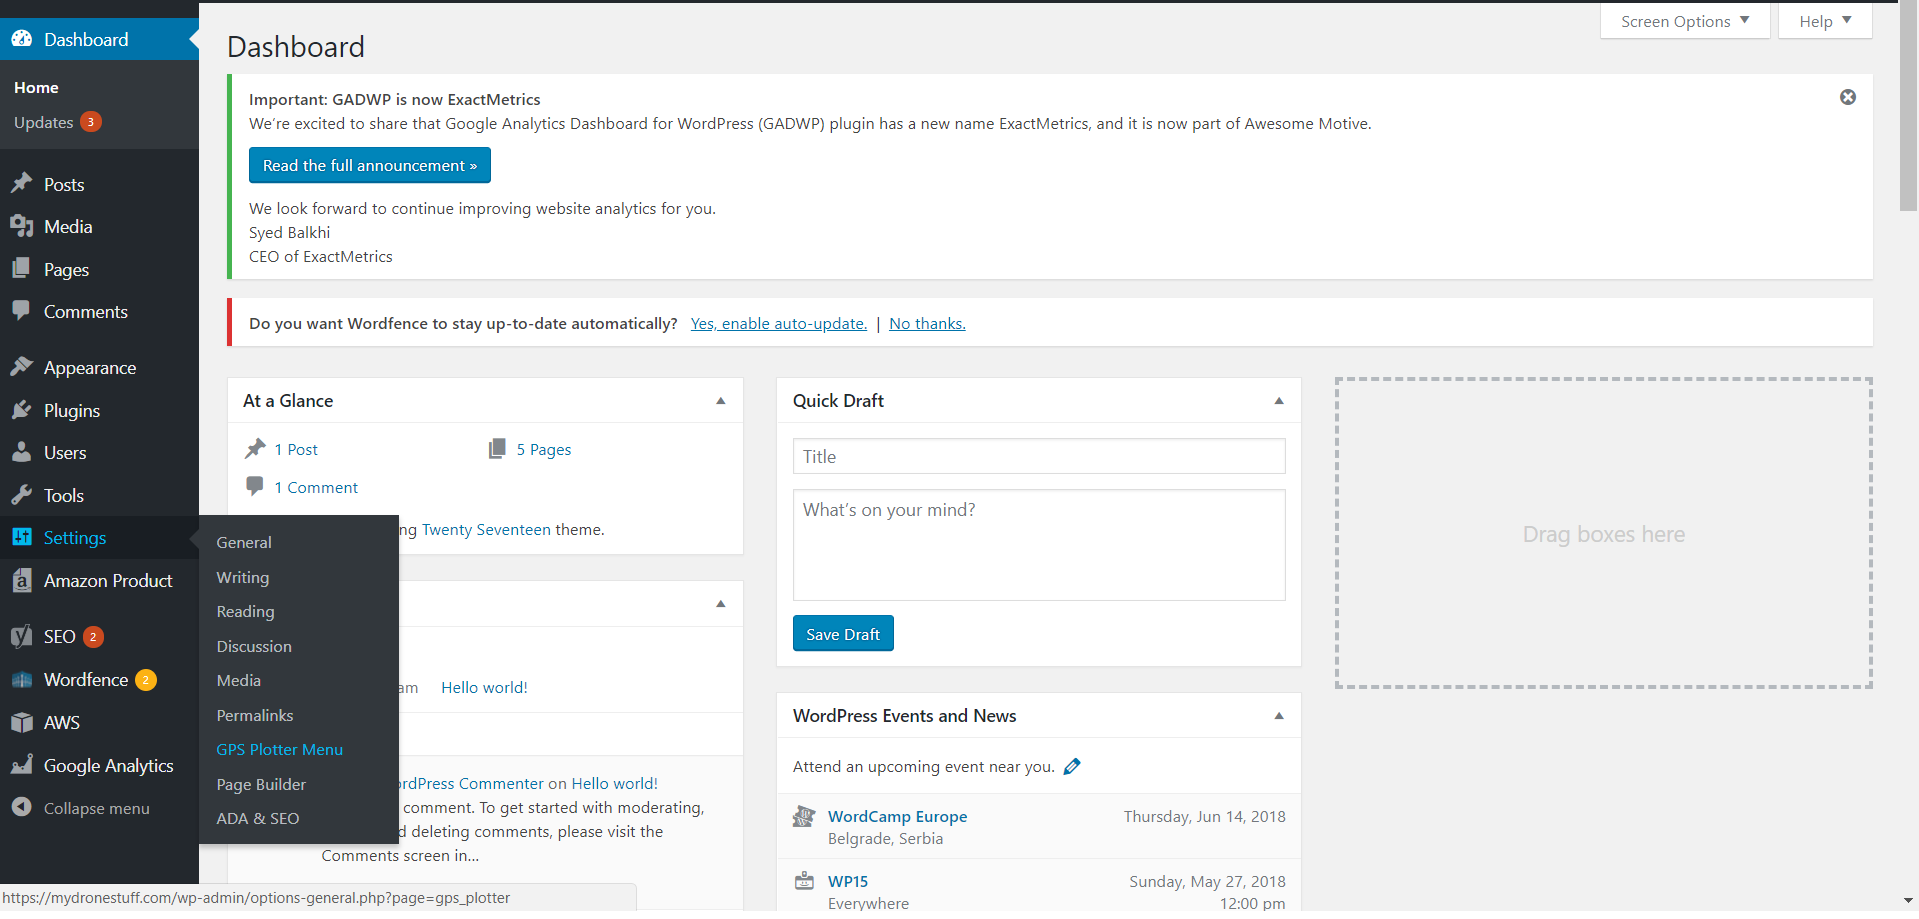 Dashboard
Home
Updates 3
Posts
Media
Pages
Comments
Appearance
Plugins
Users
Tools
Settings
Amazon Product
SEO 2
Wordfence 2
AWS
Google Analytics
Collapse menu
General
Writing
Reading
Discussion
Media
Permalinks
GPS Plotter Menu
Page Builder
ADA & SEO
Screen Options
Help
Dashboard
Important: GADWP is now ExactMetrics
We're excited to share that Google Analytics Dashboard for WordPress (GADWP) plugin has a new name ExactMetrics, and it is now part of Awesome Motive.
Read the full announcement »
We look forward to continue improving website analytics for you.
Syed Balkhi
CEO of ExactMetrics
Do you want Wordfence to stay up-to-date automatically? Yes, enable auto-update. | No thanks.
At a Glance
1 Post
5 Pages
1 Comment
ng Twenty Seventeen theme.
am Hello world!
rdPress Commenter on Hello world!
comment. To get started with moderating,
d deleting comments, please visit the
Comments screen in...
Quick Draft
Title
What's on your mind?
Save Draft
WordPress Events and News
Attend an upcoming event near you.
WordCamp Europe Thursday, Jun 14, 2018
Belgrade, Serbia
WP15 Sunday, May 27, 2018
Everywhere 12:00 pm
Drag boxes here
https://mydronestuff.com/wp-admin/options-general.php?page=gps_plotter